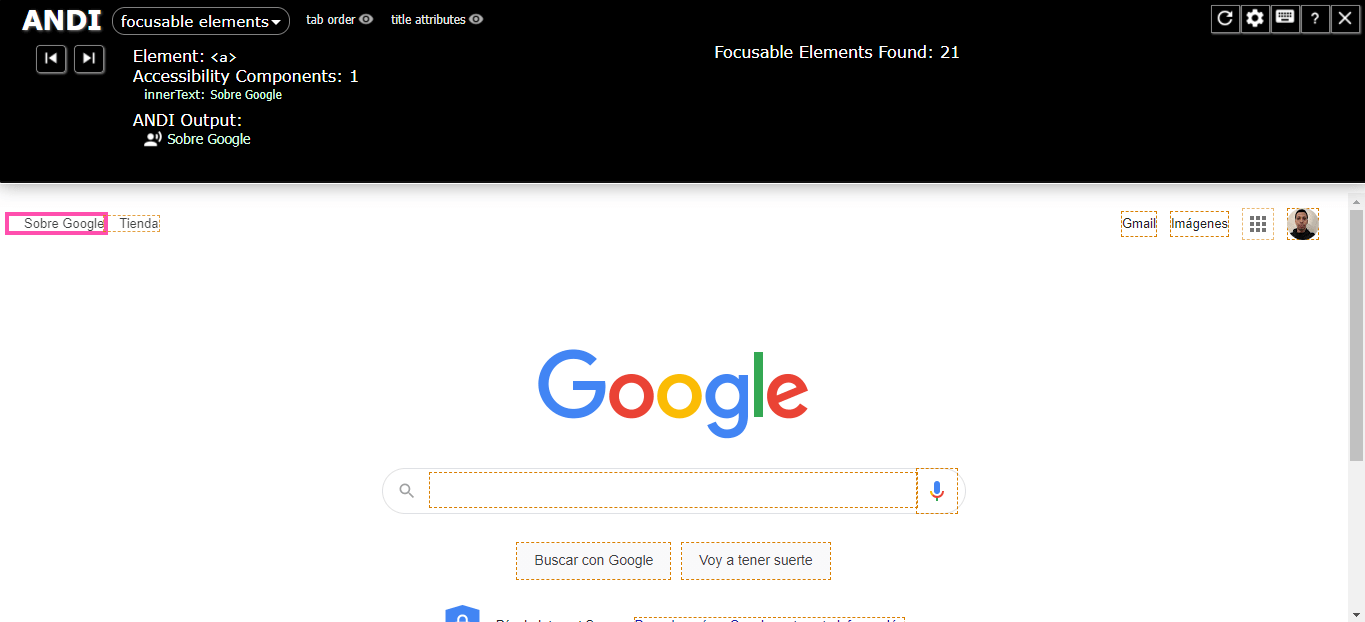 ANDI focusable elements tab order title attributes ?
Element: <a>
Accessibility Components: 1
innerText: Sobre Google
ANDI Output:
Sobre Google
Focusable Elements Found: 21
Sobre Google Tienda Gmail Imágenes
Google
Buscar con Google Voy a tener suerte